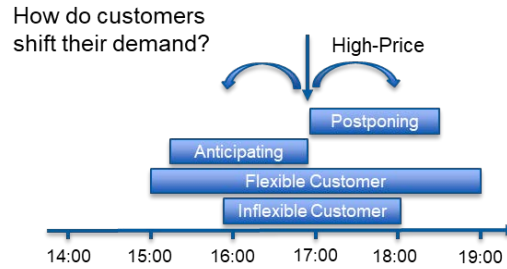 How do customers
shift their demand?
High-Price
Postponing
Anticipating
Flexible Customer
Inflexible Customer
14:00 15:00 16:00 17:00 18:00 19:00